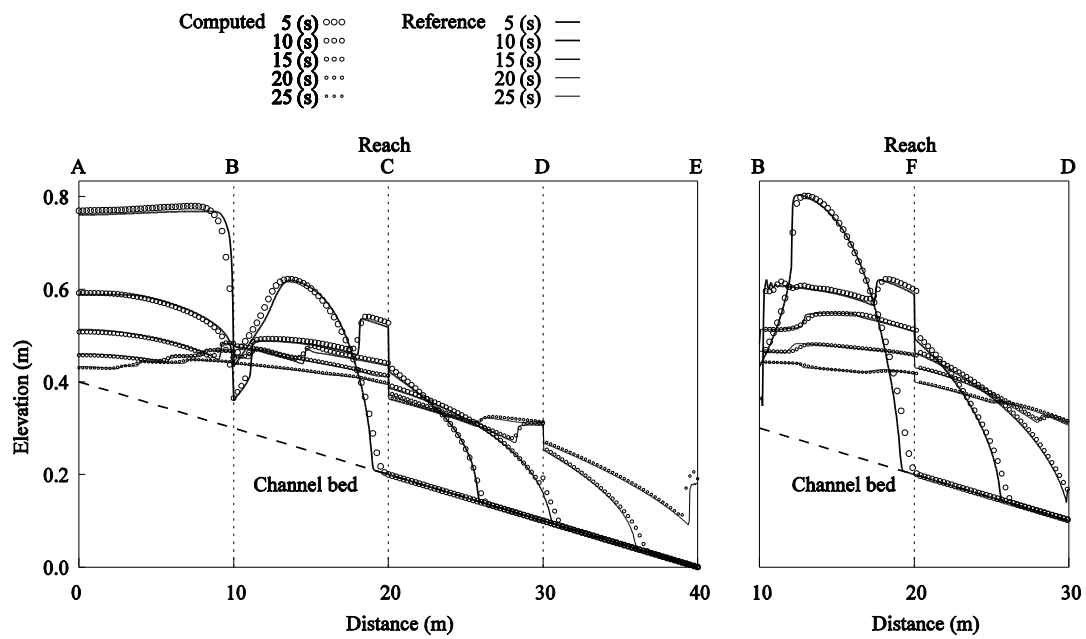 Computed 5 (s) Reference 5 (s)
10 (s) 10 (s)
15 (s) 15 (s)
20 (s) 20 (s)
25 (s) 25 (s)
Reach Reach
A B C D E B F D
0.8
0.6
0.4
0.2
0.0
Elevation (m)
Channel bed Channel bed
0 10 20 30 40 10 20 30
Distance (m) Distance (m)